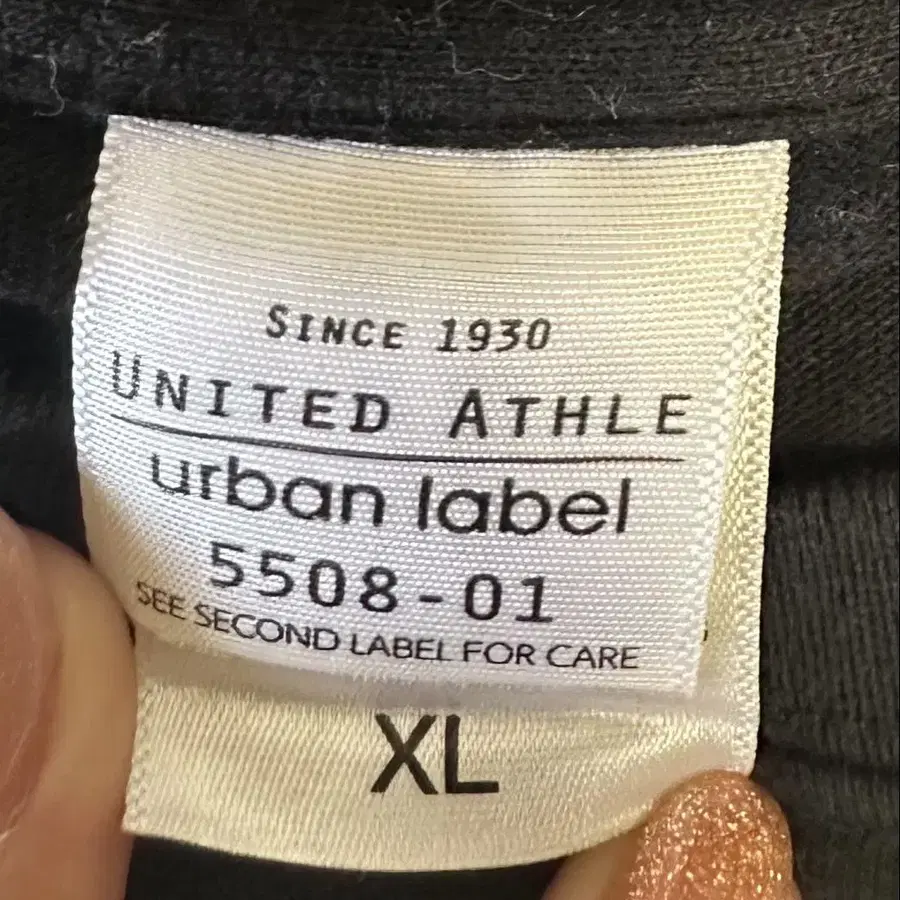 SINCE 1930
UNITED ATHLE
urban label
5508-01
SEE SECOND LABEL FOR CARE
XL